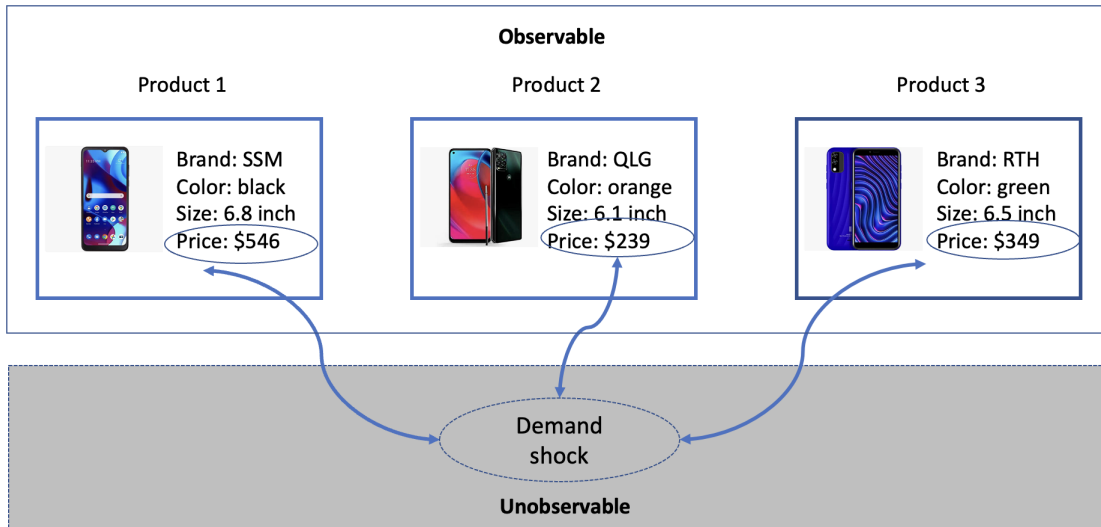 Observable
Product 1
Product 2
Product 3
Brand: SSM
Color: black
Size: 6.8 inch
Price: $546
Brand: QLG
Color: orange
Size: 6.1 inch
Price: $239
Brand: RTH
Color: green
Size: 6.5 inch
Price: $349
Demand
shock
Unobservable